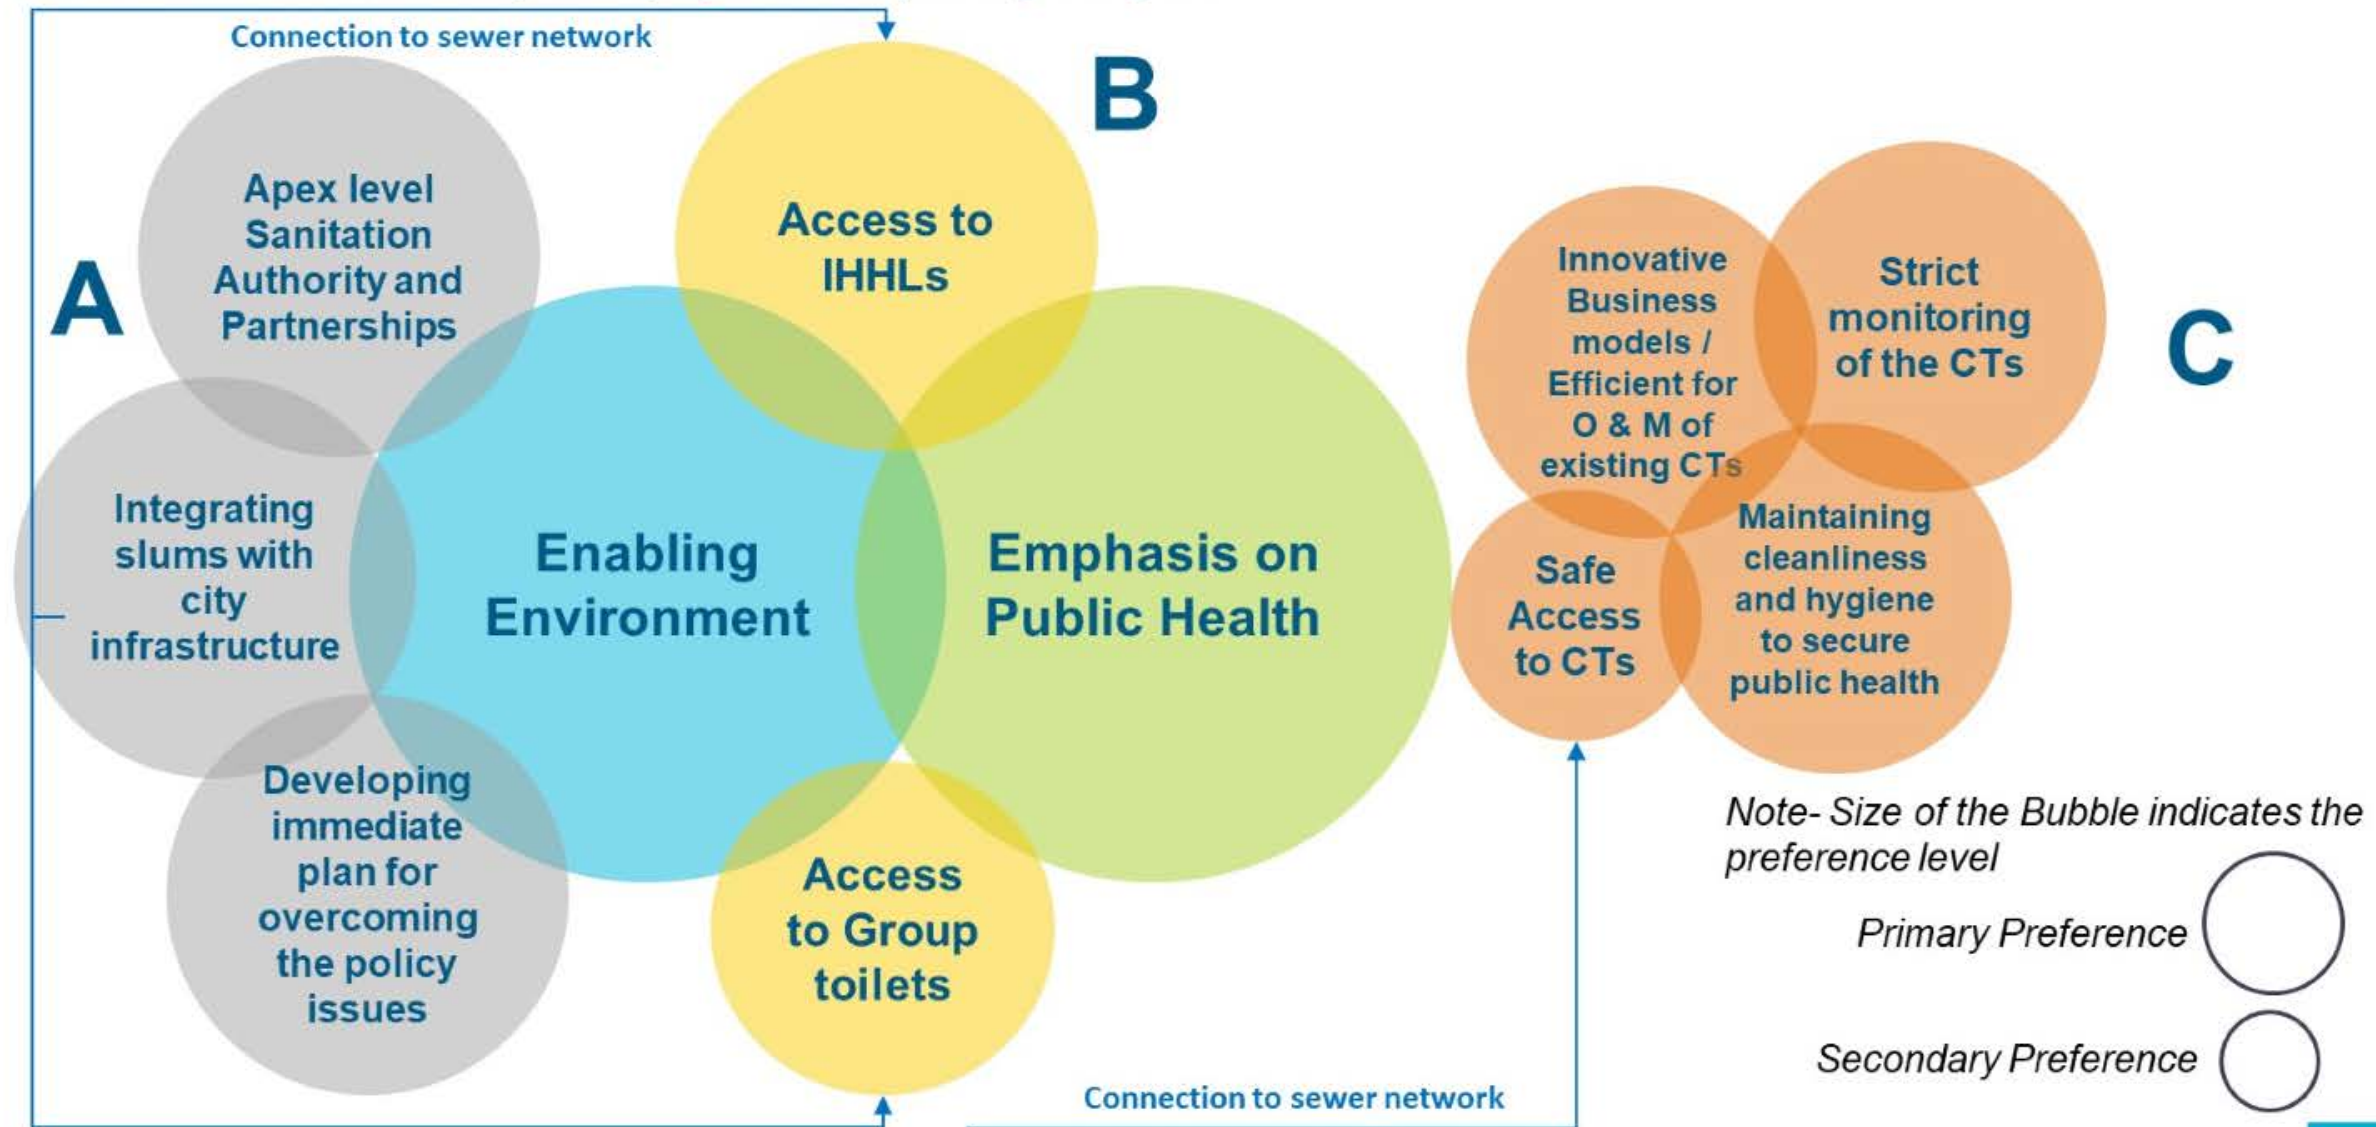 Connection to sewer network
A
Apex level
Sanitation
Authority and
Partnerships
Integrating
slums with
city
infrastructure
Developing
immediate
plan for
overcoming
the policy
issues
Enabling
Environment
B
Access to
IHHLs
Emphasis on
Public Health
Access
to Group
toilets
Connection to sewer network
C
Innovative
Business
models /
Efficient for
O & M of
existing CTs
Strict
monitoring
of the CTs
Safe
Access
to CTs
Maintaining
cleanliness
and hygiene
to secure
public health
Note- Size of the Bubble indicates the
preference level
Primary Preference
Secondary Preference